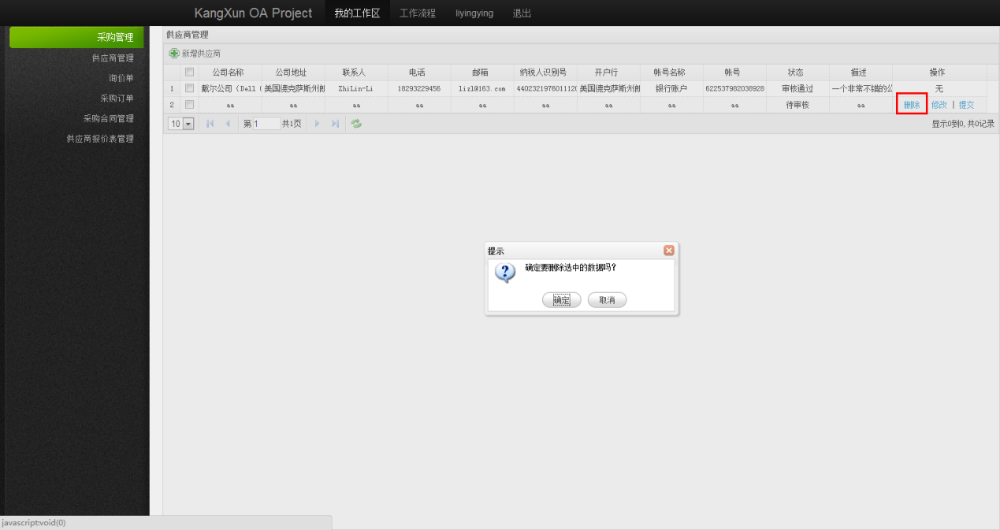 KangXun OA Project 我的工作区 工作流程 liyingying 退出
采购管理
供应商管理
询价单
采购订单
采购合同管理
供应商报价表管理
供应商管理
新增供应商
公司名称 公司地址 联系人 电话 邮箱 纳税人识别号 开户行 帐号名称 帐号 状态 描述 操作
1 戴尔公司（Dell 美国德克萨斯州朗 ZhiLin-Li 18293229456 lizl@163.com 4402321976011120 美国德克萨斯州朗 银行账户 622537982038928 审核通过 一个非常不错的公 无
2 aa aa aa aa aa aa aa aa aa 待审核 aa 删除 修改 | 提交
10 第 1 共1页 显示0到0, 共0记录
提示
确定要删除选中的数据吗?
确定 取消
javascript:void(0)